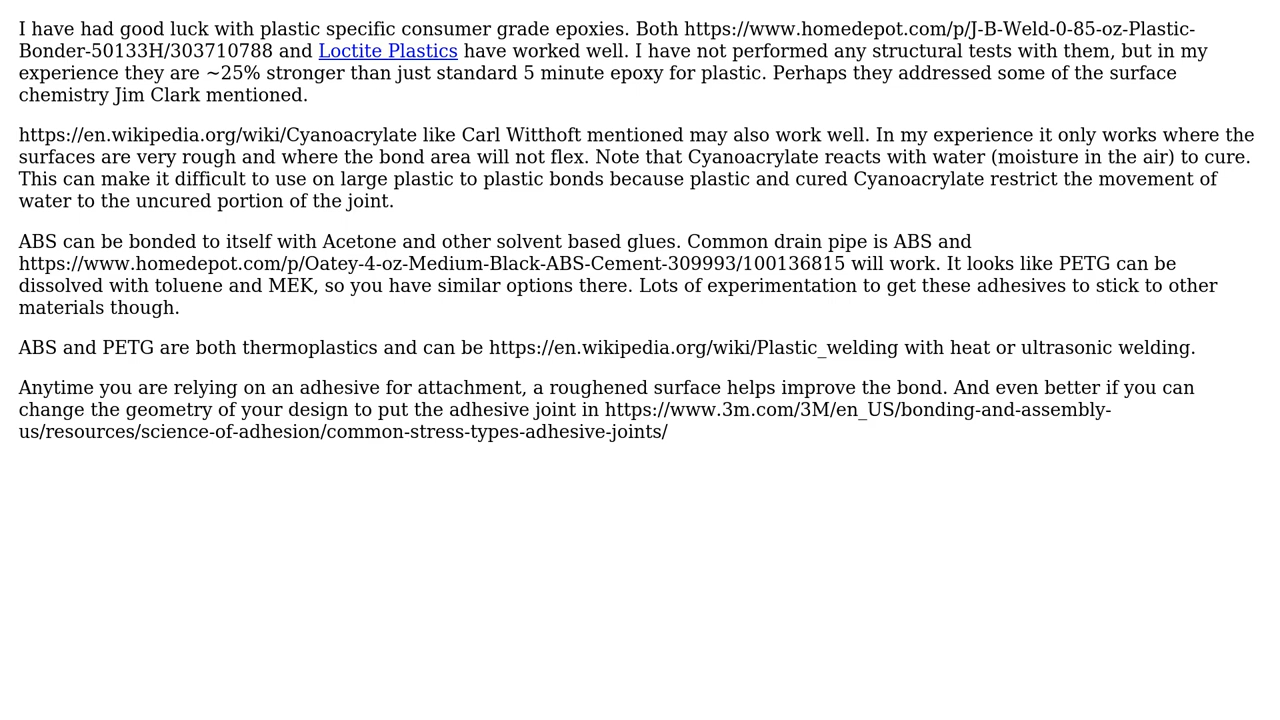 I have had good luck with plastic specific consumer grade epoxies. Both https://www.homedepot.com/p/J-B-Weld-0-85-oz-Plastic-
Bonder-50133H/303710788 and Loctite Plastics have worked well. I have not performed any structural tests with them, but in my
experience they are ~25% stronger than just standard 5 minute epoxy for plastic. Perhaps they addressed some of the surface
chemistry Jim Clark mentioned.
https://en.wikipedia.org/wiki/Cyanoacrylate like Carl Witthoft mentioned may also work well. In my experience it only works where the
surfaces are very rough and where the bond area will not flex. Note that Cyanoacrylate reacts with water (moisture in the air) to cure.
This can make it difficult to use on large plastic to plastic bonds because plastic and cured Cyanoacrylate restrict the movement of
water to the uncured portion of the joint.
ABS can be bonded to itself with Acetone and other solvent based glues. Common drain pipe is ABS and
https://www.homedepot.com/p/Oatey-4-oz-Medium-Black-ABS-Cement-309993/100136815 will work. It looks like PETG can be
dissolved with toluene and MEK, so you have similar options there. Lots of experimentation to get these adhesives to stick to other
materials though.
ABS and PETG are both thermoplastics and can be https://en.wikipedia.org/wiki/Plastic_welding with heat or ultrasonic welding.
Anytime you are relying on an adhesive for attachment, a roughened surface helps improve the bond. And even better if you can
change the geometry of your design to put the adhesive joint in https://www.3m.com/3M/en_US/bonding-and-assembly-
us/resources/science-of-adhesion/common-stress-types-adhesive-joints/